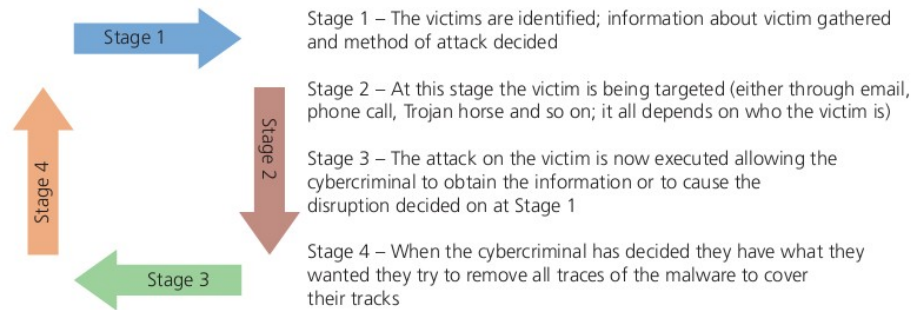 Stage 1
Stage 2
Stage 3
Stage 4
Stage 1 – The victims are identified; information about victim gathered
and method of attack decided
Stage 2 – At this stage the victim is being targeted (either through email,
phone call, Trojan horse and so on; it all depends on who the victim is)
Stage 3 – The attack on the victim is now executed allowing the
cybercriminal to obtain the information or to cause the
disruption decided on at Stage 1
Stage 4 – When the cybercriminal has decided they have what they
wanted they try to remove all traces of the malware to cover
their tracks